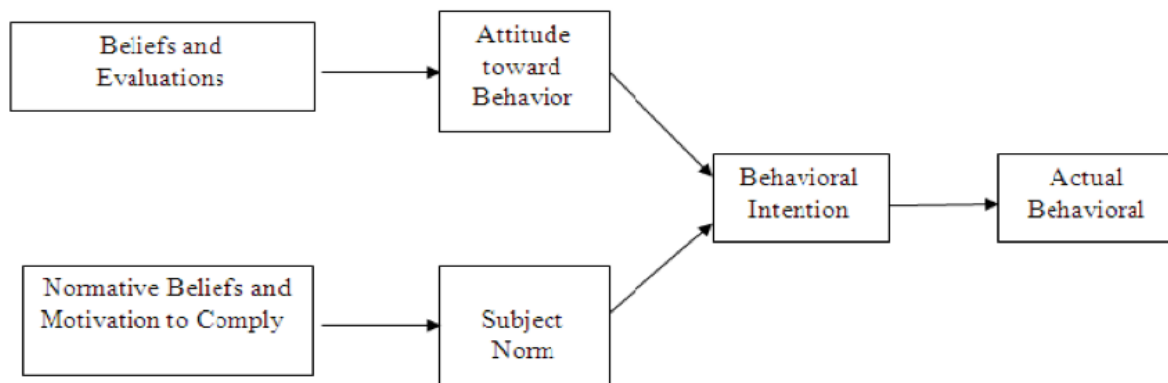 Beliefs and
Evaluations
Attitude
toward
Behavior
Behavioral
Intention
Actual
Behavioral
Normative Beliefs and
Motivation to Comply
Subject
Norm